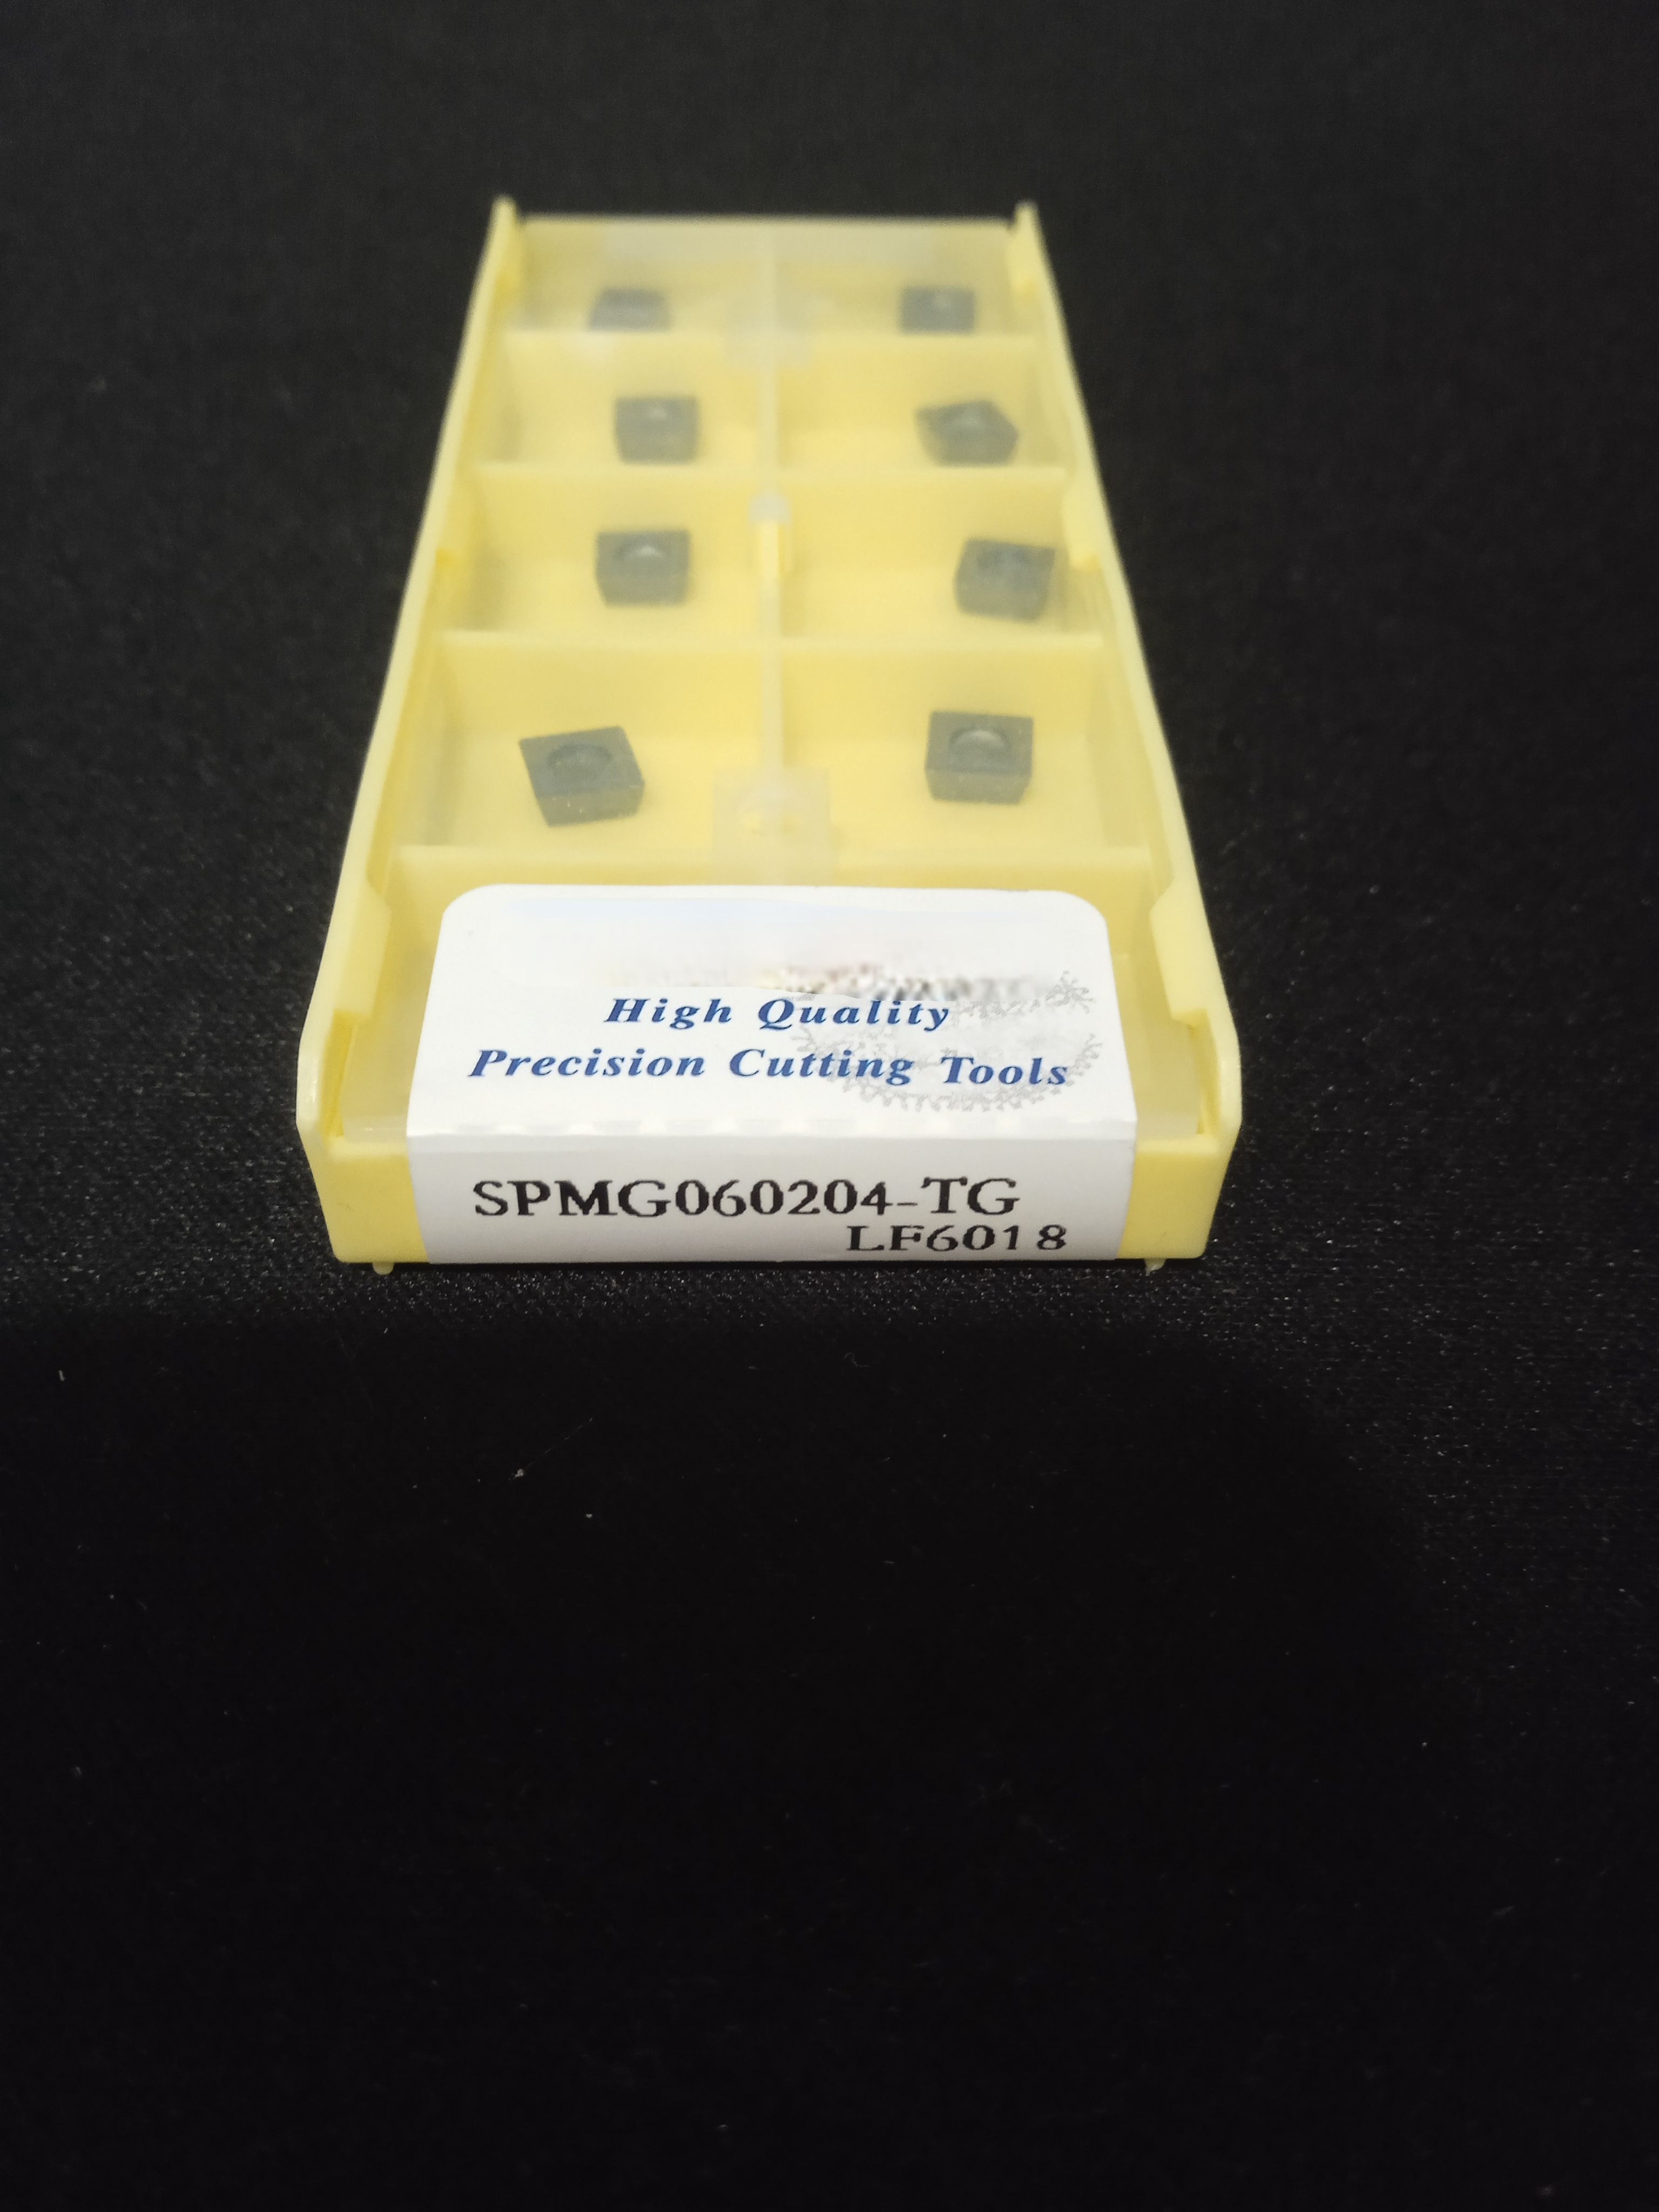 High Quality
Precision Cutting Tools
SPMG060204-TG
LF6018